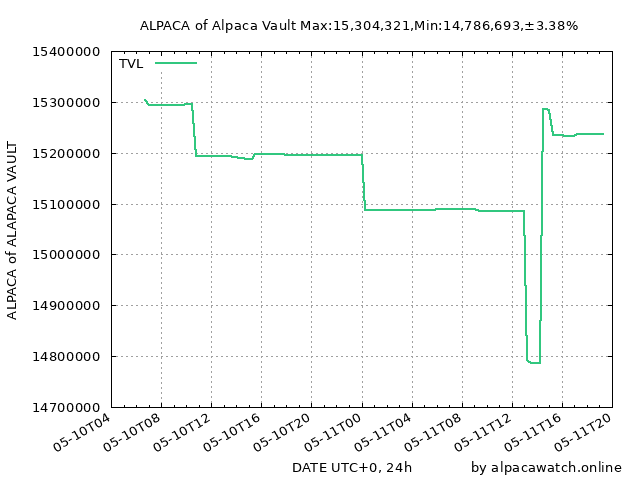 ALPACA of Alpaca Vault Max:15,304,321,Min:14,786,693,±3.38%
TVL
15400000
15300000
15200000
15100000
15000000
14900000
14800000
14700000
ALPACA of ALAPACA VAULT
05-10T04
05-10T08
05-10T12
05-10T16
05-10T20
05-11T00
05-11T04
05-11T08
05-11T12
05-11T16
05-11T20
DATE UTC+0, 24h
by alpacawatch.online